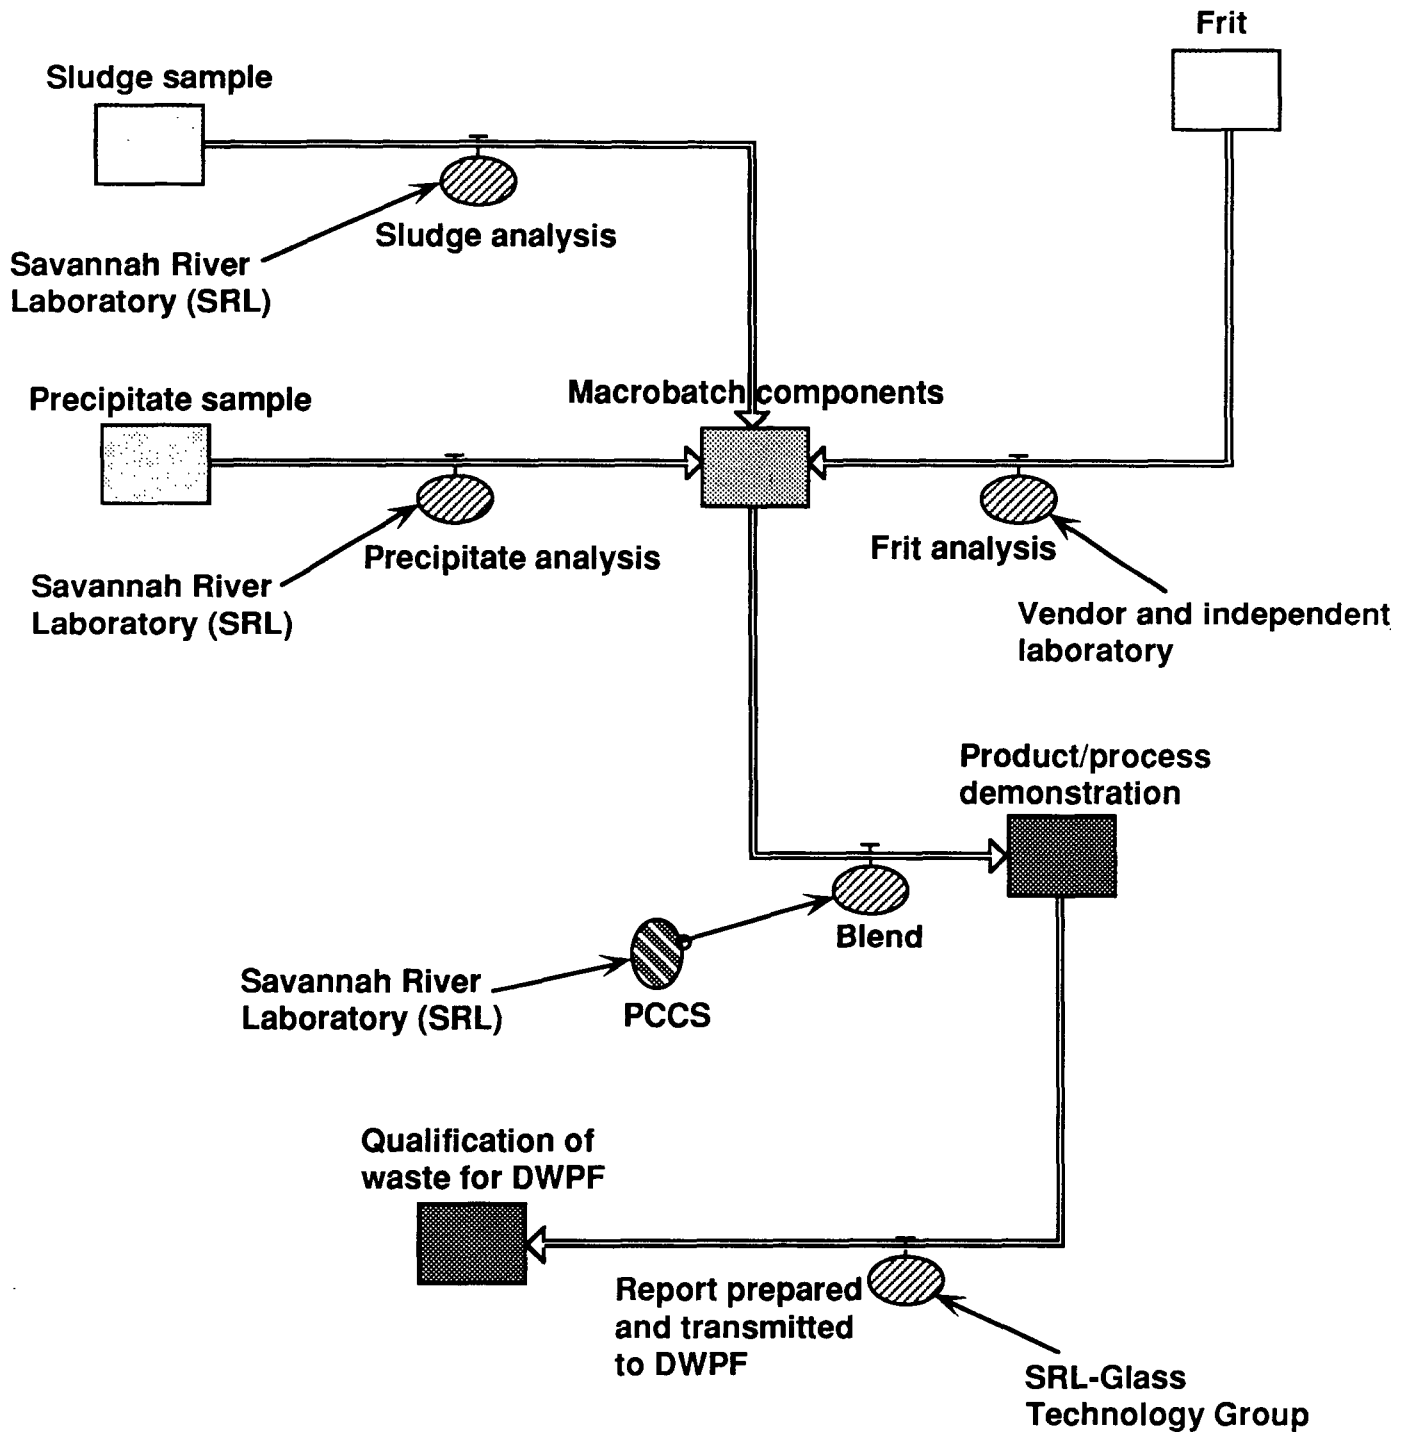 Frit
Sludge sample
Sludge analysis
Savannah River
Laboratory (SRL)
Precipitate sample
Macrobatch components
Precipitate analysis
Frit analysis
Savannah River
Laboratory (SRL)
Vendor and independent
laboratory
Product/process
demonstration
Blend
Savannah River
Laboratory (SRL)
PCCS
Qualification of
waste for DWPF
Report prepared
and transmitted
to DWPF
SRL-Glass
Technology Group